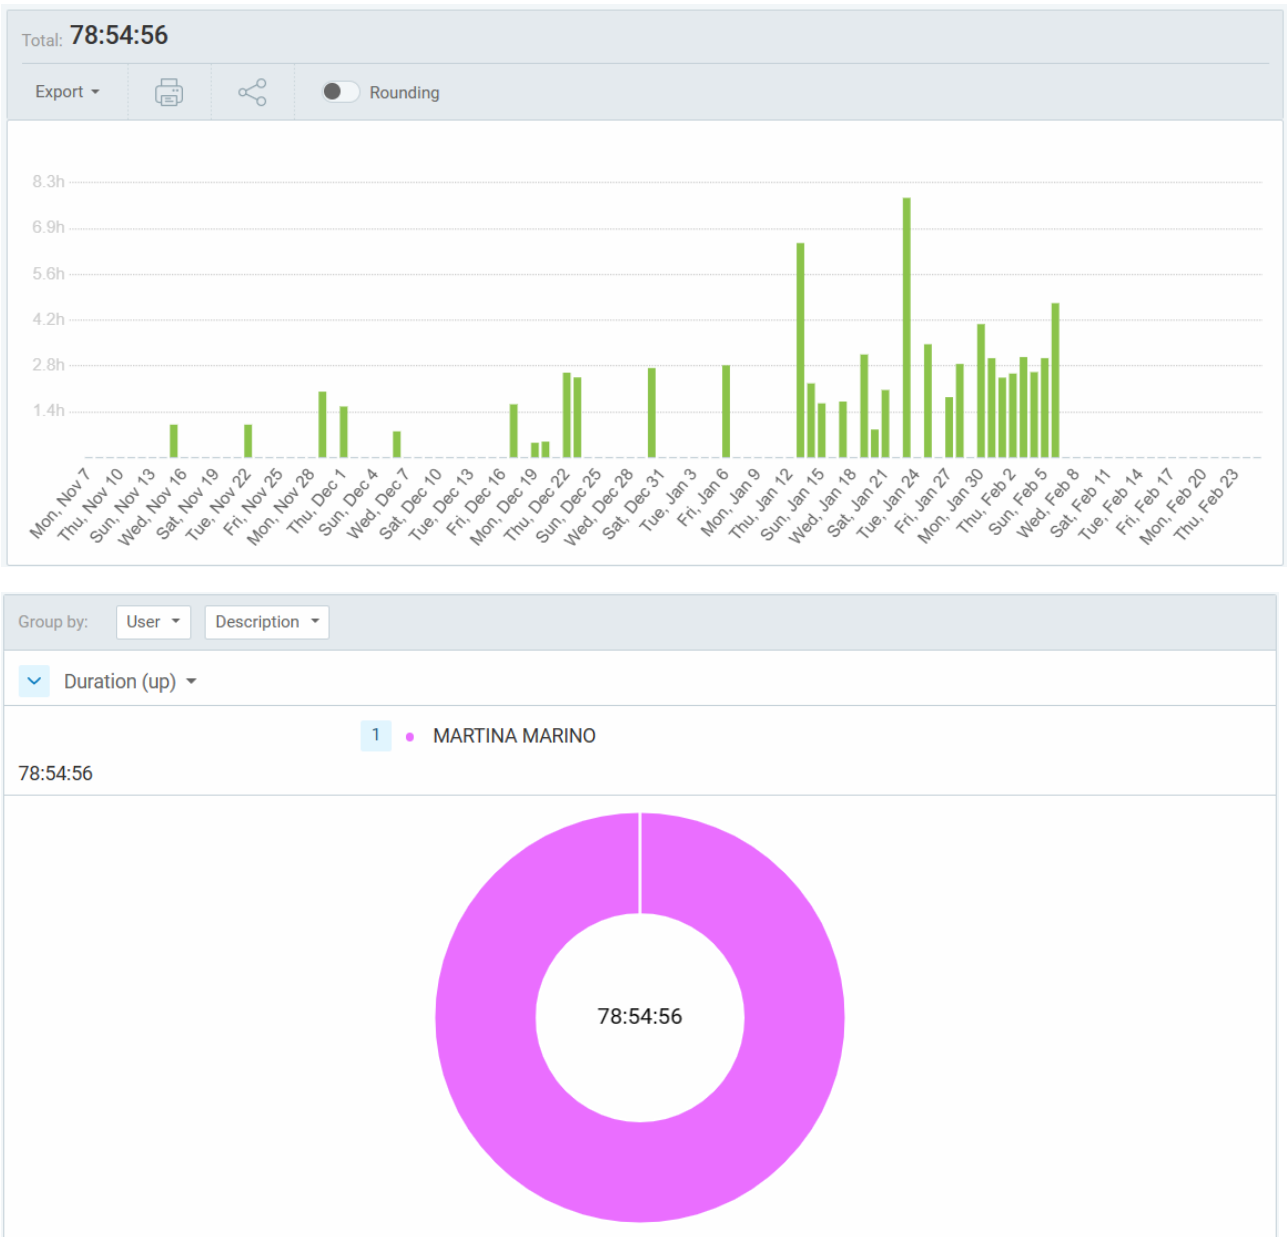 Total: 78:54:56
Export
Rounding
8.3h
6.9h
5.6h
4.2h
2.8h
1.4h
Mon, Nov 7
Thu, Nov 10
Sun, Nov 13
Wed, Nov 16
Sat, Nov 19
Tue, Nov 22
Fri, Nov 25
Mon, Nov 28
Thu, Dec 1
Sun, Dec 4
Wed, Dec 7
Sat, Dec 10
Tue, Dec 13
Fri, Dec 16
Mon, Dec 19
Thu, Dec 22
Sun, Dec 25
Wed, Dec 28
Sat, Dec 31
Tue, Jan 3
Fri, Jan 6
Mon, Jan 9
Thu, Jan 12
Sun, Jan 15
Wed, Jan 18
Sat, Jan 21
Tue, Jan 24
Fri, Jan 27
Mon, Jan 30
Thu, Feb 2
Sun, Feb 5
Wed, Feb 8
Sat, Feb 11
Tue, Feb 14
Fri, Feb 17
Mon, Feb 20
Thu, Feb 23
Group by: User Description
Duration (up)
1 MARTINA MARINO
78:54:56
78:54:56